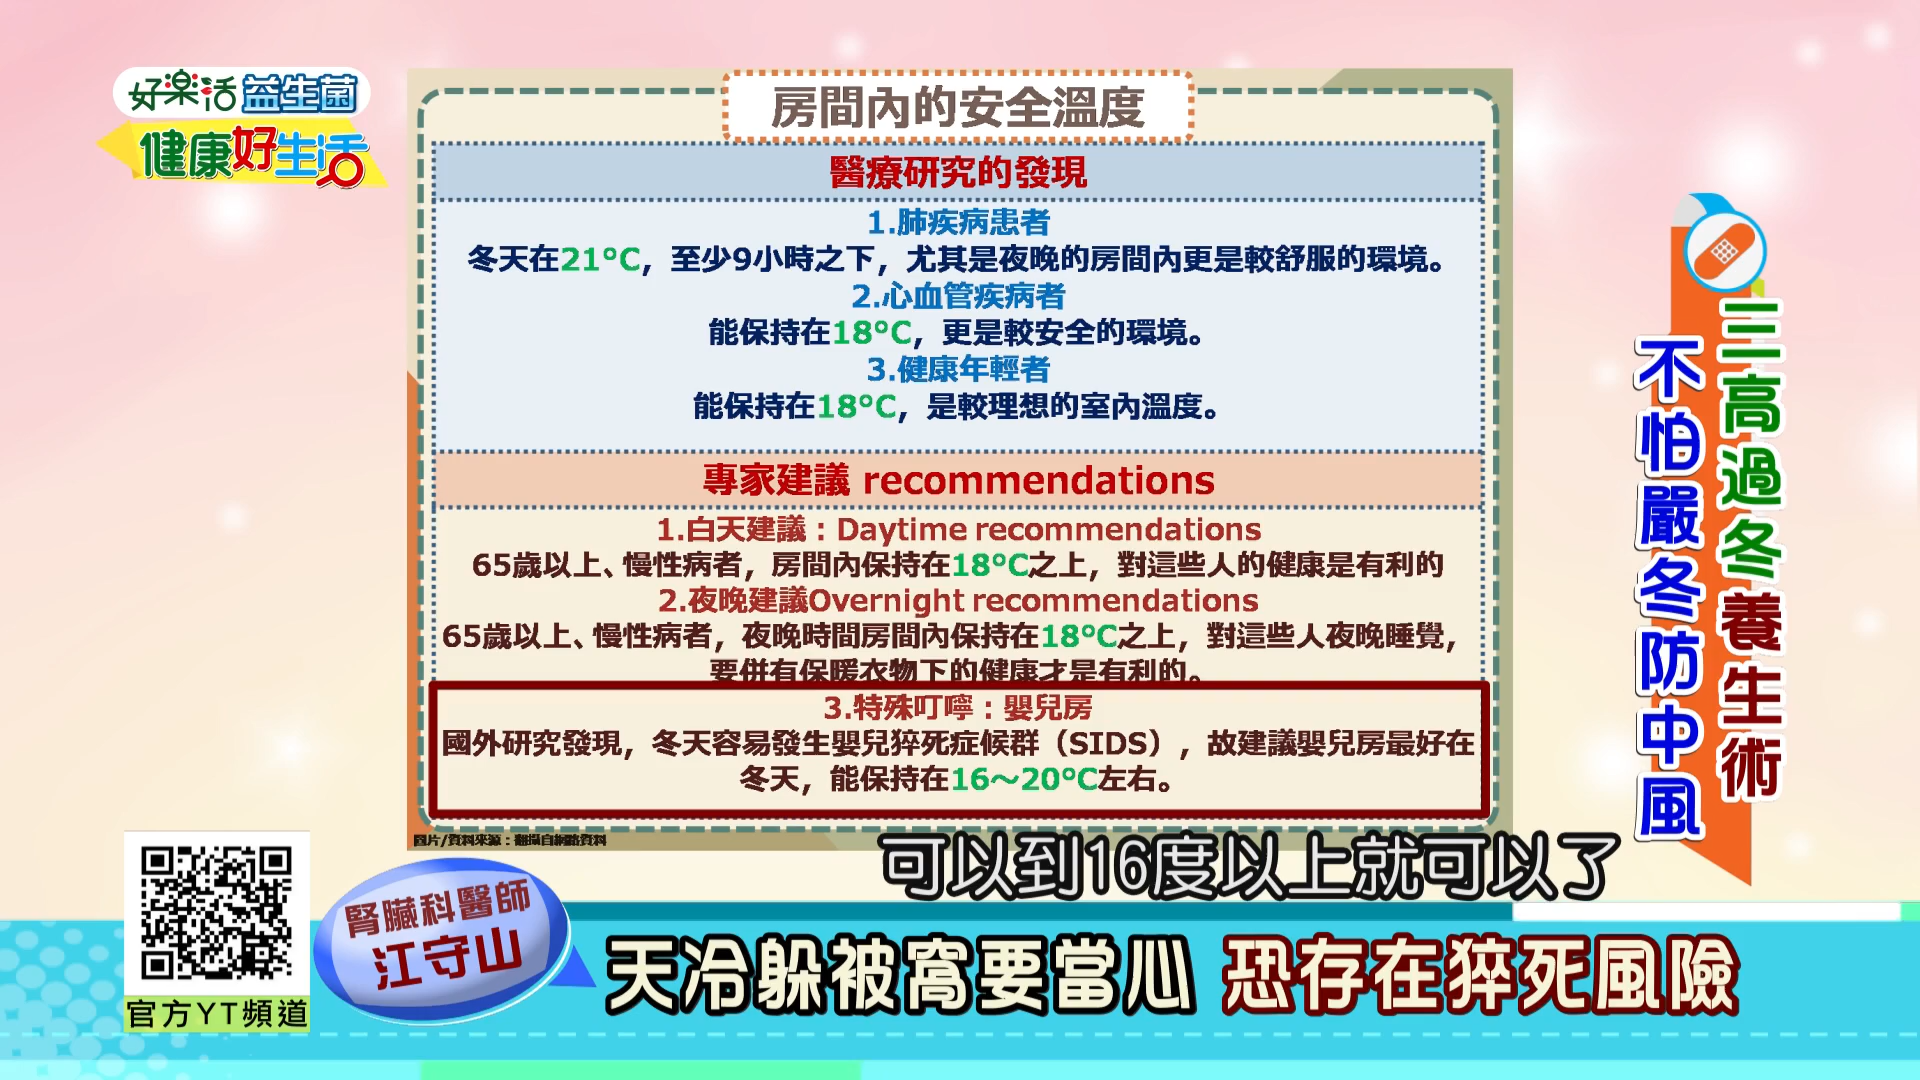 好樂活益生菌
健康好生活
房間內的安全溫度
醫療研究的發現
1.肺疾病患者
冬天在21°C，至少9小時之下，尤其是夜晚的房間內更是較舒服的環境。
2.心血管疾病者
能保持在18°C，更是較安全的環境。
3.健康年輕者
能保持在18°C，是較理想的室內溫度。
專家建議 recommendations
1.白天建議：Daytime recommendations
65歲以上、慢性病者，房間內保持在18°C之上，對這些人的健康是有利的
2.夜晚建議Overnight recommendations
65歲以上、慢性病者，夜晚時間房間內保持在18°C之上，對這些人夜晚睡覺，
要併有保暖衣物下的健康才是有利的。
3.特殊叮嚀：嬰兒房
國外研究發現，冬天容易發生嬰兒猝死症候群（SIDS），故建議嬰兒房最好在
冬天，能保持在16～20°C左右。
圖片/資料來源：翻攝自網路資料
三高過冬養生術
不怕嚴冬防中風
可以到16度以上就可以了
官方YT頻道
腎臟科醫師
江守山
天冷躲被窩要當心 恐存在猝死風險